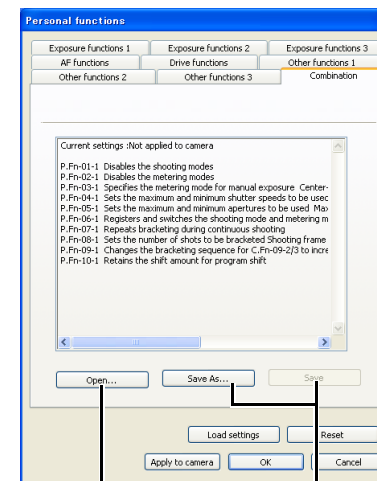 Personal functions
Exposure functions 1 Exposure functions 2 Exposure functions 3
AF functions Drive functions Other functions 1
Other functions 2 Other functions 3 Combination
Current settings :Not applied to camera
P.Fn-01-1 Disables the shooting modes
P.Fn-02-1 Disables the metering modes
P.Fn-03-1 Specifies the metering mode for manual exposure Center-
P.Fn-04-1 Sets the maximum and minimum shutter speeds to be used
P.Fn-05-1 Sets the maximum and minimum apertures to be used Max
P.Fn-06-1 Registers and switches the shooting mode and metering m
P.Fn-07-1 Repeats bracketing during continuous shooting
P.Fn-08-1 Sets the number of shots to be bracketed Shooting frame
P.Fn-09-1 Changes the bracketing sequence for C.Fn-09-2/3 to incre
P.Fn-10-1 Retains the shift amount for program shift
Open... Save As... Save
Load settings Reset
Apply to camera OK Cancel